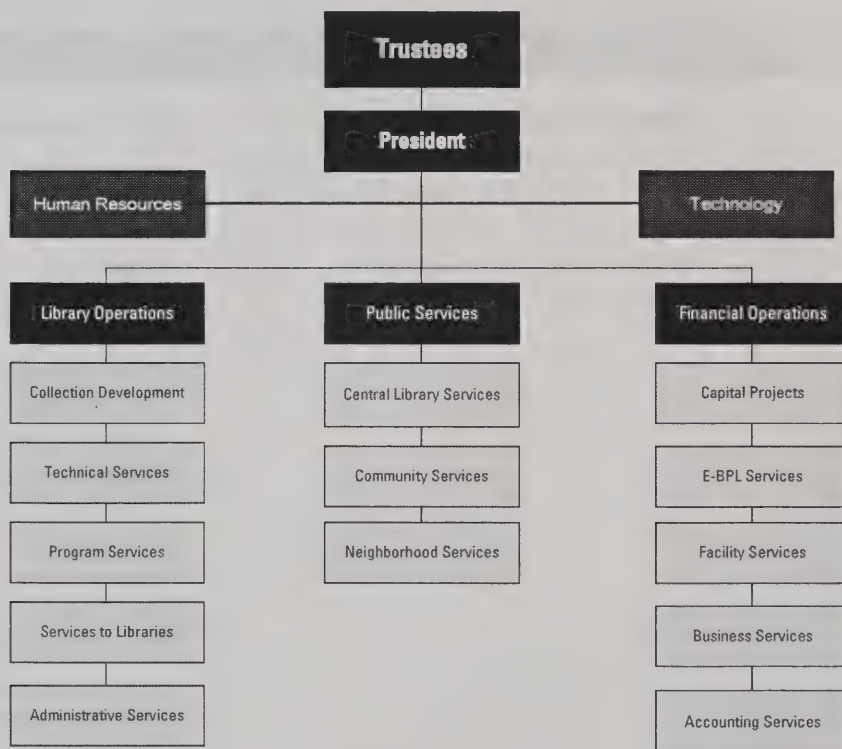 Trustees
President
Human Resources
Technology
Library Operations
Public Services
Financial Operations
Collection Development
Central Library Services
Capital Projects
Technical Services
Community Services
E-BPL Services
Program Services
Neighborhood Services
Facility Services
Services to Libraries
Business Services
Administrative Services
Accounting Services